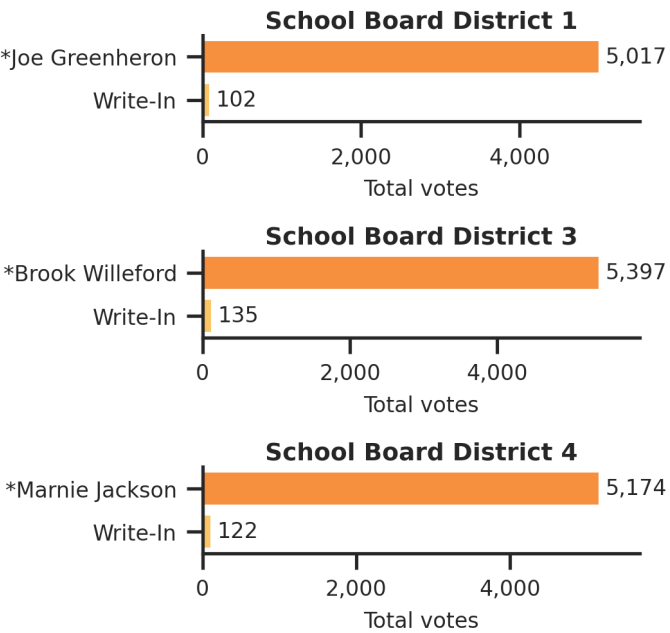 School Board District 1
*Joe Greenheron 5,017
Write-In 102
0 2,000 4,000
Total votes
School Board District 3
*Brook Willeford 5,397
Write-In 135
0 2,000 4,000
Total votes
School Board District 4
*Marnie Jackson 5,174
Write-In 122
0 2,000 4,000
Total votes